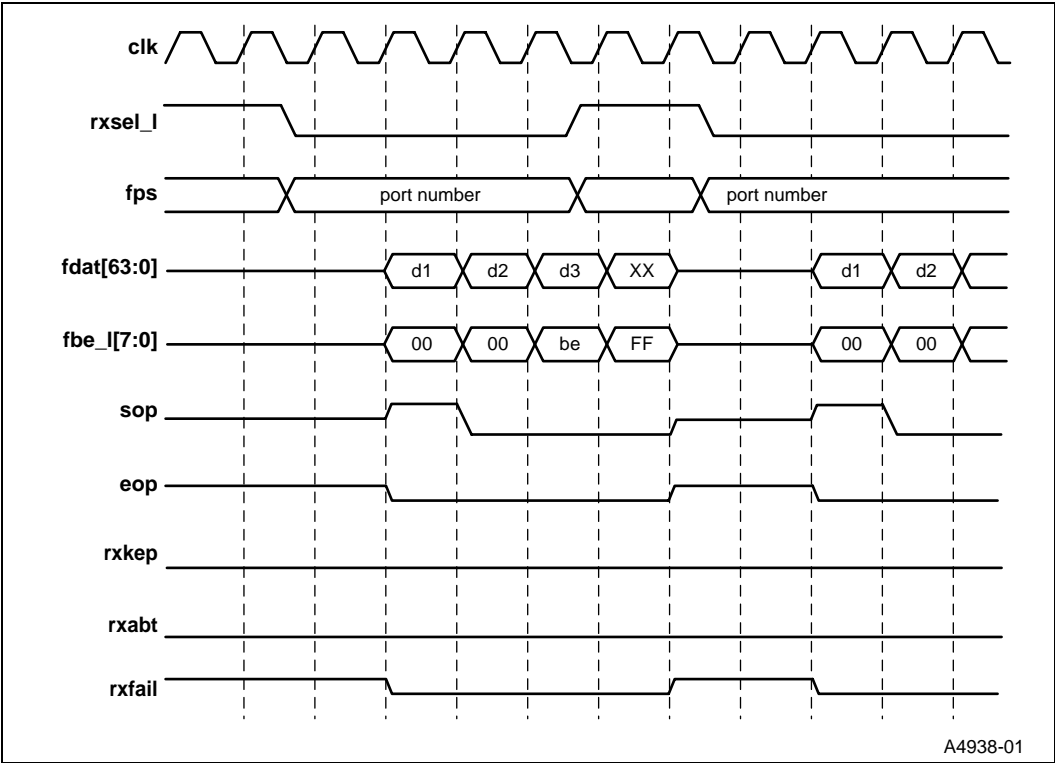 clk
rxsel_l
fps port number port number
fdat[63:0] d1 d2 d3 XX d1 d2
fbe_l[7:0] 00 00 be FF 00 00
sop
eop
rxkep
rxabt
rxfail
A4938-01